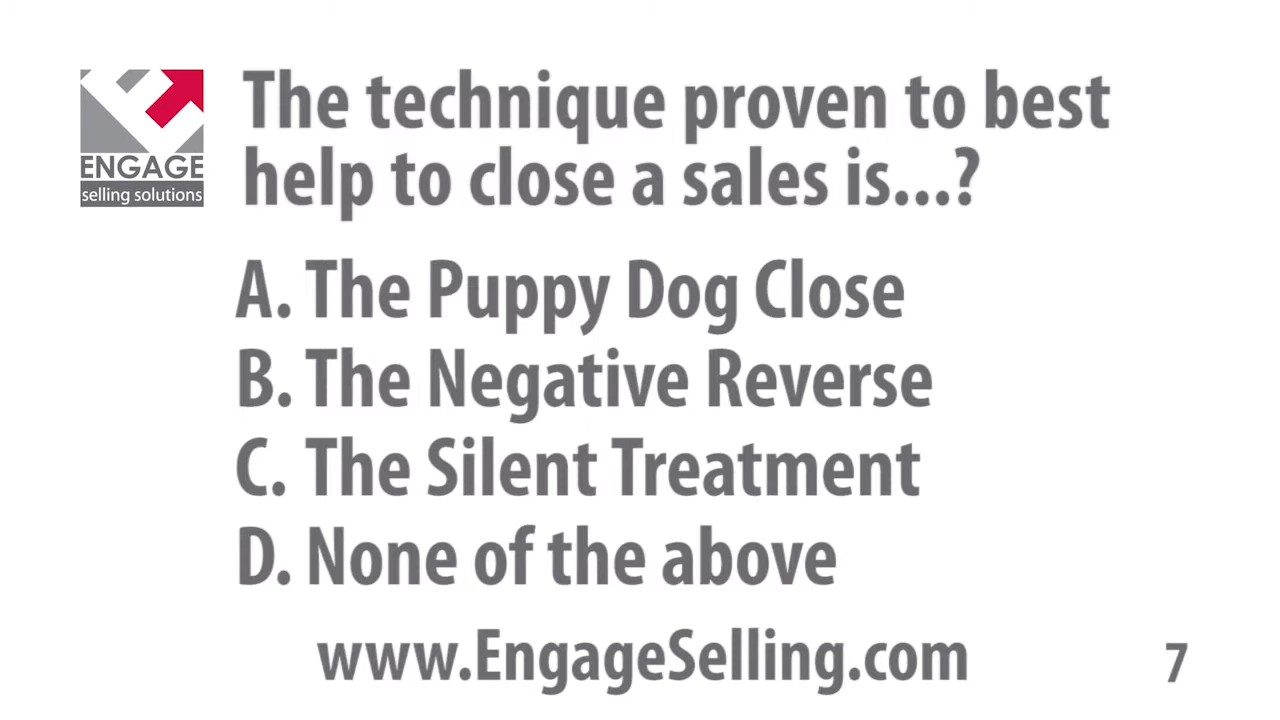 ENGAGE
selling solutions
The technique proven to best
help to close a sales is...?
A. The Puppy Dog Close
B. The Negative Reverse
C. The Silent Treatment
D. None of the above
www.EngageSelling.com
7